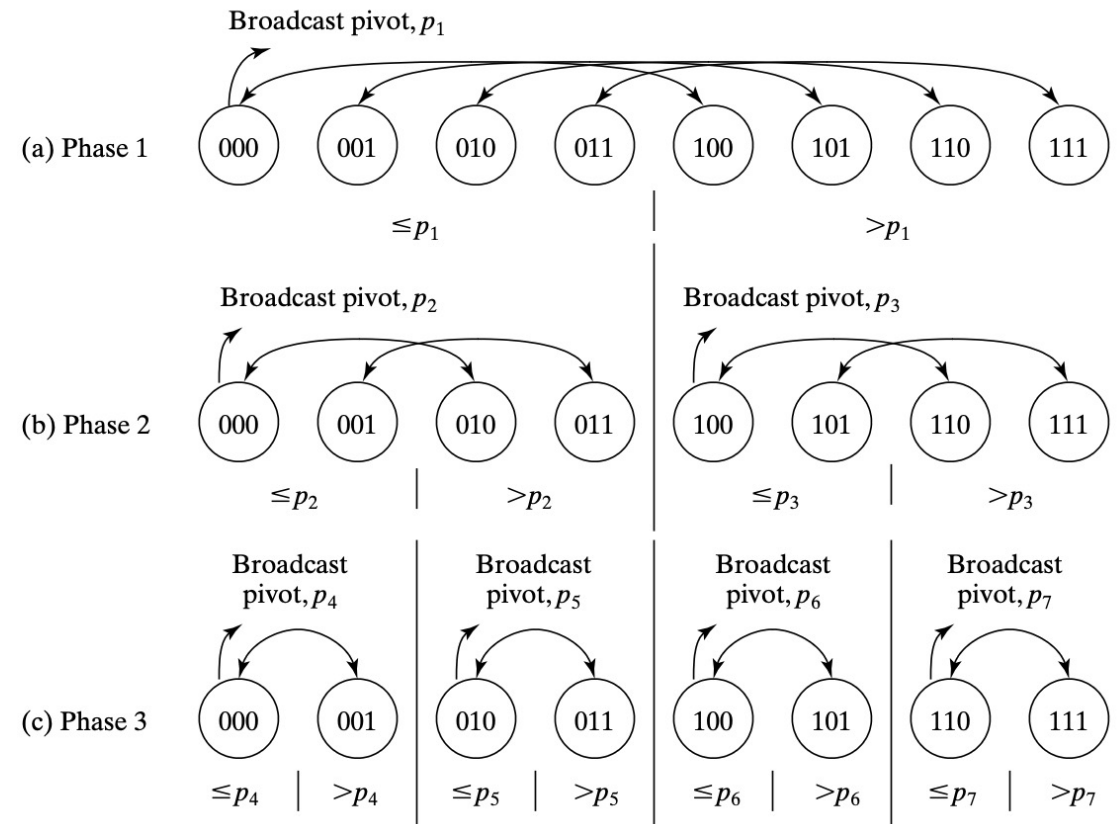 Broadcast pivot, p₁
(a) Phase 1 000 001 010 011 100 101 110 111
≤p₁ >p₁
Broadcast pivot, p₂ Broadcast pivot, p₃
(b) Phase 2 000 001 010 011 100 101 110 111
≤p₂ >p₂ ≤p₃ >p₃
Broadcast Broadcast Broadcast Broadcast
pivot, p₄ pivot, p₅ pivot, p₆ pivot, p₇
(c) Phase 3 000 001 010 011 100 101 110 111
≤p₄ >p₄ ≤p₅ >p₅ ≤p₆ >p₆ ≤p₇ >p₇